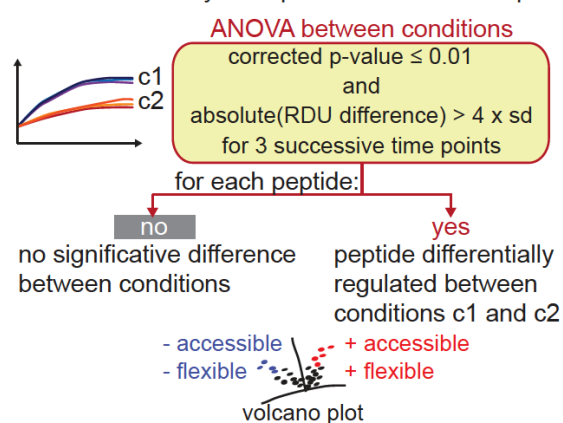 ANOVA between conditions
corrected p-value ≤ 0.01
and
absolute(RDU difference) > 4 x sd
for 3 successive time points
c1
c2
for each peptide:
no
no significative difference
between conditions
yes
peptide differentially
regulated between
conditions c1 and c2
- accessible
- flexible
+ accessible
+ flexible
volcano plot